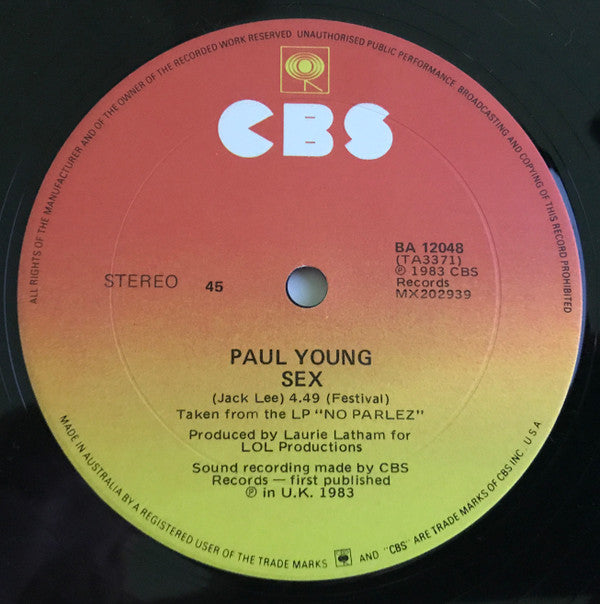 ALL RIGHTS OF THE MANUFACTURER AND OF THE OWNER OF THE RECORDED WORK RESERVED. UNAUTHORISED PUBLIC PERFORMANCE, BROADCASTING AND COPYING OF THIS RECORD PROHIBITED
CBS
BA 12048
(TA3371)
℗ 1983 CBS
Records
MX202939
STEREO 45
PAUL YOUNG
SEX
(Jack Lee) 4.49 (Festival)
Taken from the LP "NO PARLEZ"
Produced by Laurie Latham for
LOL Productions
Sound recording made by CBS
Records — first published
℗ in U.K. 1983
MADE IN AUSTRALIA BY A REGISTERED USER OF THE TRADE MARKS AND "CBS" ARE TRADE MARKS OF CBS INC. U S A